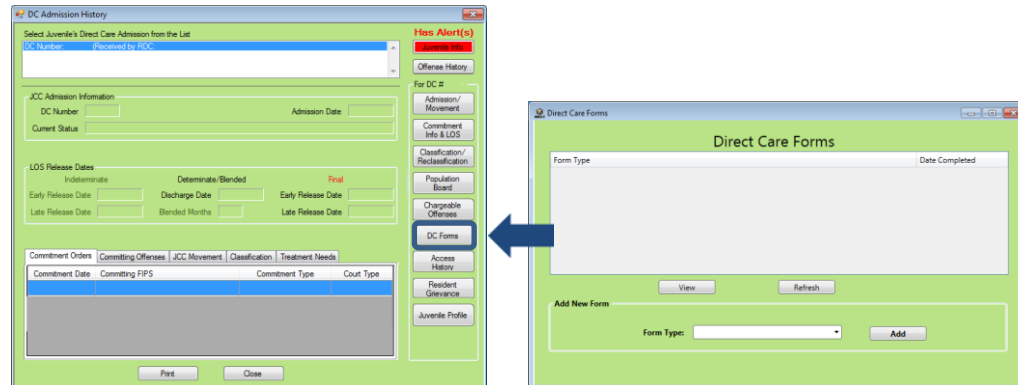 DC Admission History
Select Juvenile's Direct Care Admission from the List
DC Number: (Received by RDC:
Has Alert(s)
Juvenile Info
Offense History
For DC #
Admission/
Movement
Commitment
Info & LOS
Classification/
Reclassification
Population
Board
Chargeable
Offenses
DC Forms
Access
History
Resident
Grievance
Juvenile Profile
JCC Admission Information
DC Number Admission Date
Current Status
LOS Release Dates
Indeterminate Determinate/Blended Final
Early Release Date Discharge Date Early Release Date
Late Release Date Blended Months Late Release Date
Commitment Orders Committing Offenses JCC Movement Classification Treatment Needs
Commitment Date Committing FIPS Commitment Type Court Type
Print Close
Direct Care Forms
Direct Care Forms
Form Type Date Completed
View Refresh
Add New Form
Form Type: Add